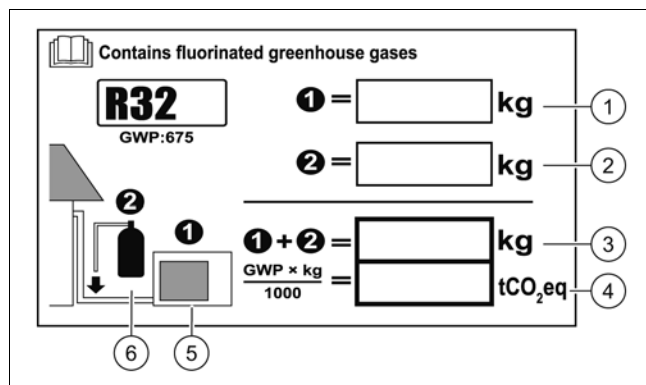 Contains fluorinated greenhouse gases
R32
GWP:675
❶ = kg
1
❷ = kg
2
❶+❷ = kg
3
GWP × kg
1000
= tCO₂eq
4
❷
❶
6
5